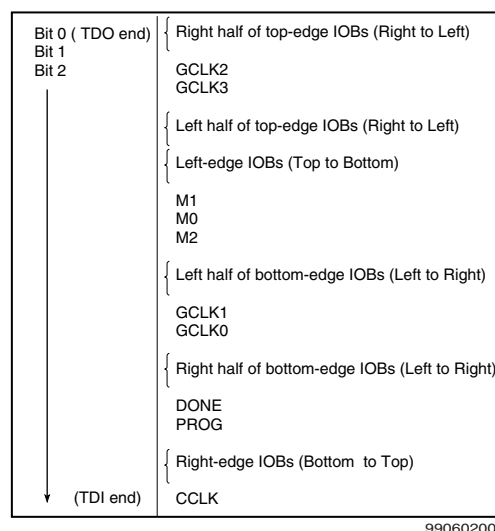 Bit 0 ( TDO end)
Bit 1
Bit 2
Right half of top-edge IOBs (Right to Left)
GCLK2
GCLK3
Left half of top-edge IOBs (Right to Left)
Left-edge IOBs (Top to Bottom)
M1
M0
M2
Left half of bottom-edge IOBs (Left to Right)
GCLK1
GCLK0
Right half of bottom-edge IOBs (Left to Right)
DONE
PROG
Right-edge IOBs (Bottom to Top)
(TDI end)
CCLK
99060200